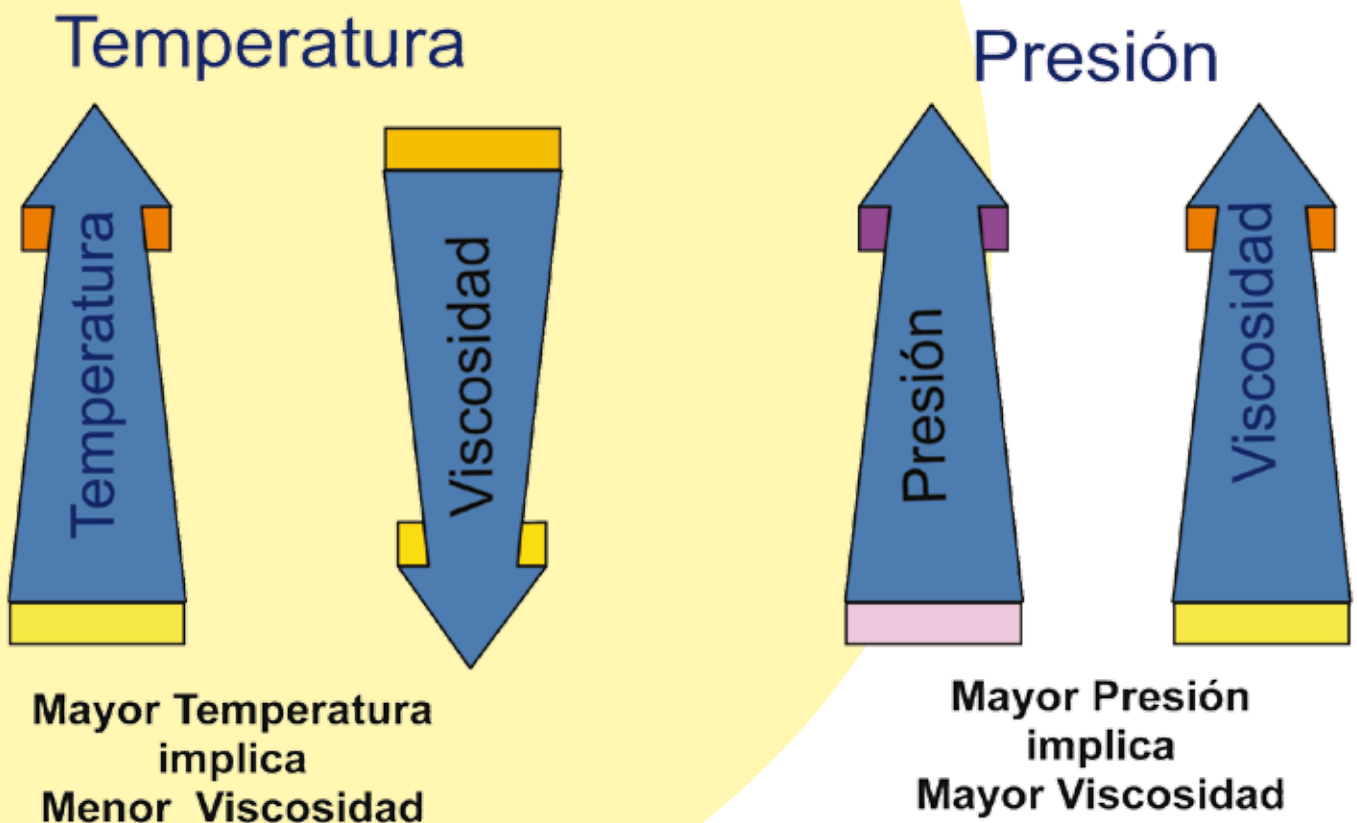 Temperatura
Presión
Temperatura
Viscosidad
Presión
Viscosidad
Mayor Temperatura
implica
Menor Viscosidad
Mayor Presión
implica
Mayor Viscosidad